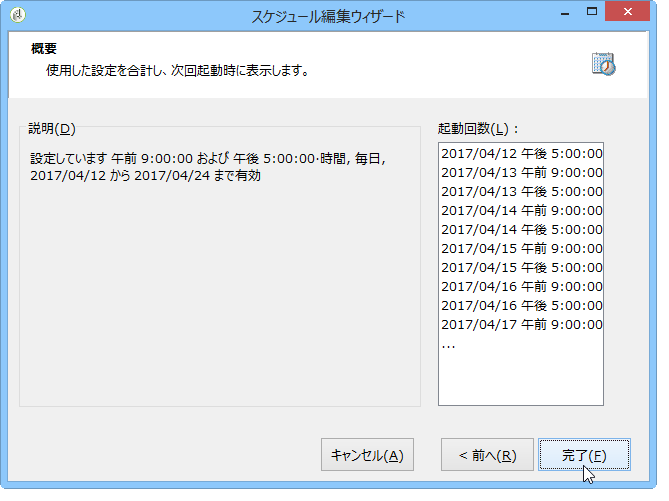 スケジュール編集ウィザード
概要
使用した設定を合計し、次回起動時に表示します。
説明(D)
設定しています 午前 9:00:00 および 午後 5:00:00·時間, 毎日,
2017/04/12 から 2017/04/24 まで有効
起動回数(L) :
2017/04/12 午後 5:00:00
2017/04/13 午前 9:00:00
2017/04/13 午後 5:00:00
2017/04/14 午前 9:00:00
2017/04/14 午後 5:00:00
2017/04/15 午前 9:00:00
2017/04/15 午後 5:00:00
2017/04/16 午前 9:00:00
2017/04/16 午後 5:00:00
2017/04/17 午前 9:00:00
...
キャンセル(A)
< 前へ(R)
完了(F)